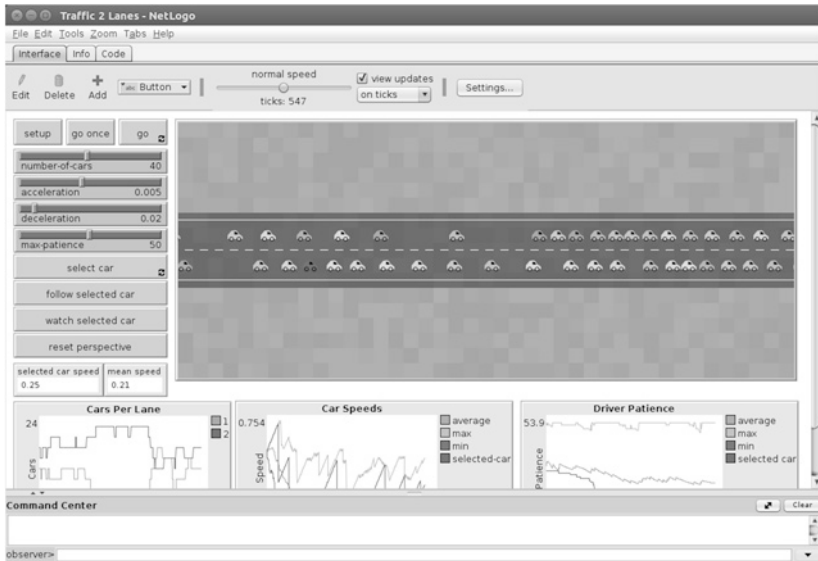 Traffic 2 Lanes - NetLogo
File Edit Tools Zoom Tabs Help
Interface Info Code
Edit Delete Add
abc Button
normal speed
ticks: 547
view updates
on ticks
Settings...
setup go once go
number-of-cars 40
acceleration 0.005
deceleration 0.02
max-patience 50
select car
follow selected car
watch selected car
reset perspective
selected car speed
0.25
mean speed
0.21
Cars Per Lane
24
Cars
1
2
Car Speeds
0.754
Speed
average
max
min
selected-car
Driver Patience
53.9
Patience
average
max
min
selected car
Command Center
Clear
observer>